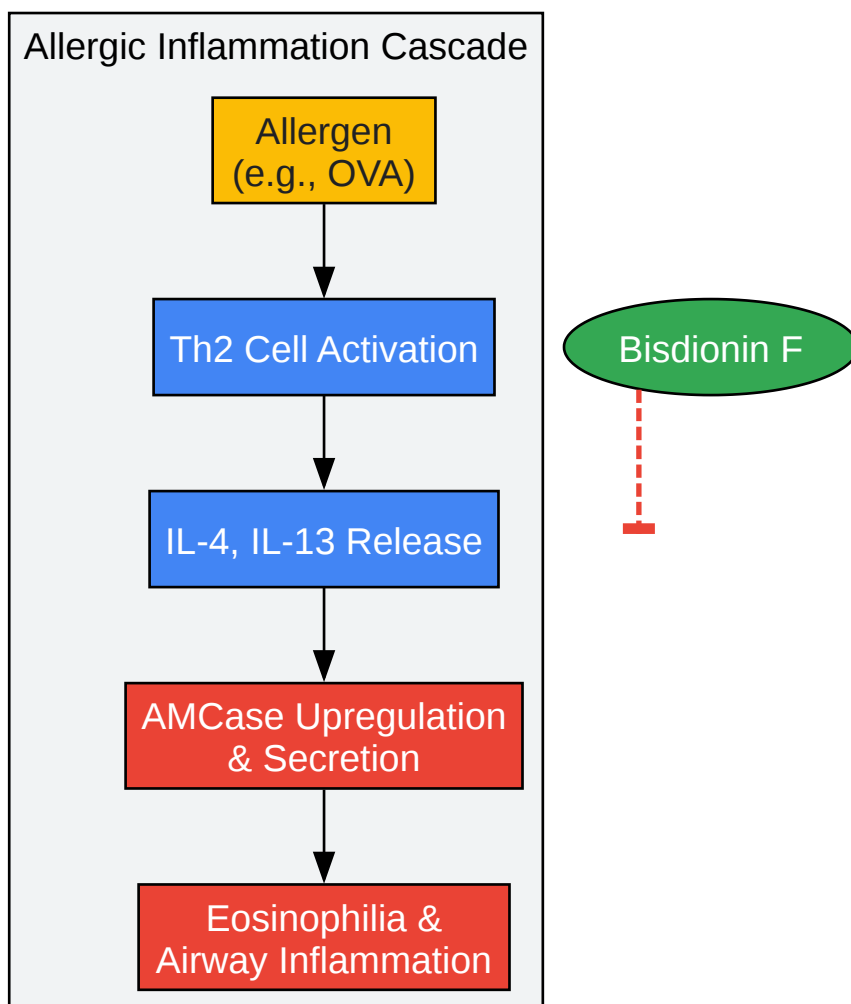 Allergic Inflammation Cascade
Allergen
(e.g., OVA)
Th2 Cell Activation
Bisdionin F
IL-4, IL-13 Release
AMCase Upregulation
& Secretion
Eosinophilia &
Airway Inflammation